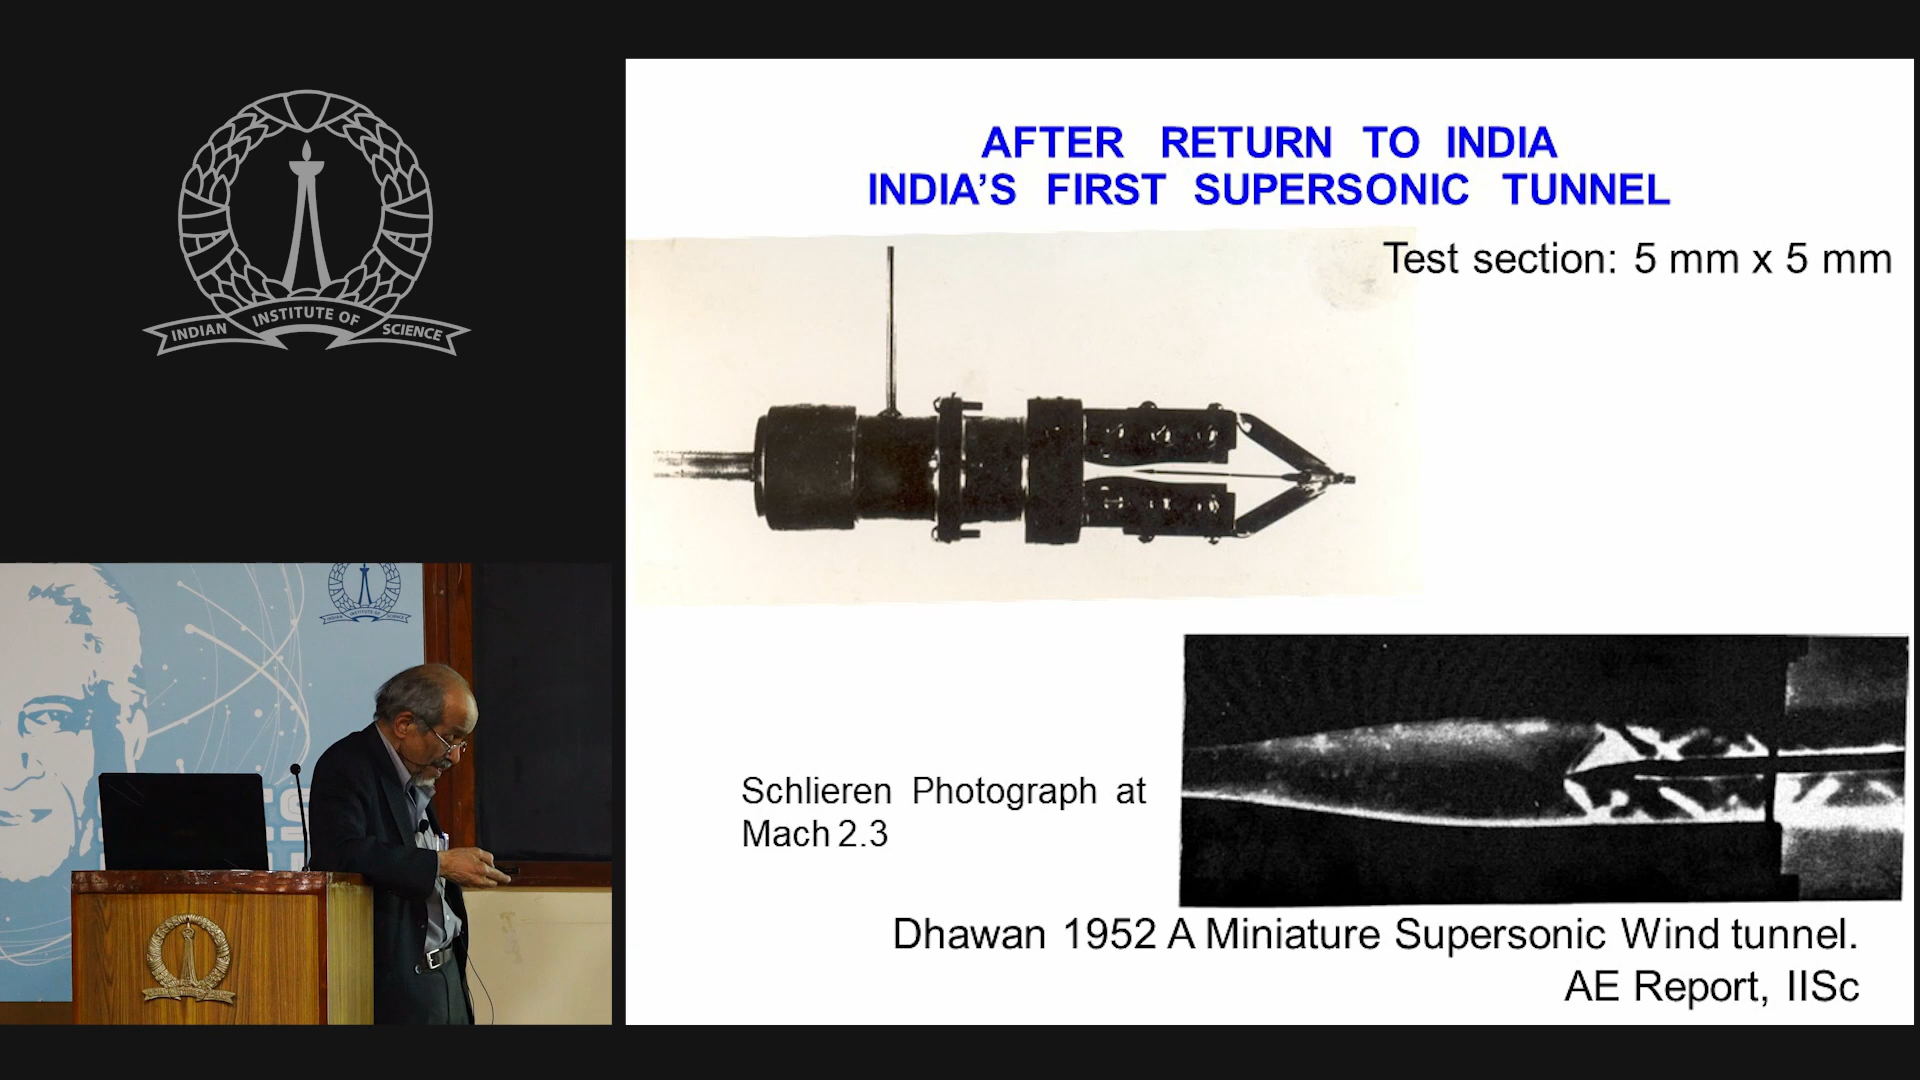 INDIAN INSTITUTE OF SCIENCE
AFTER RETURN TO INDIA
INDIA'S FIRST SUPERSONIC TUNNEL
Test section: 5 mm x 5 mm
Schlieren Photograph at
Mach 2.3
Dhawan 1952 A Miniature Supersonic Wind tunnel.
AE Report, IISc